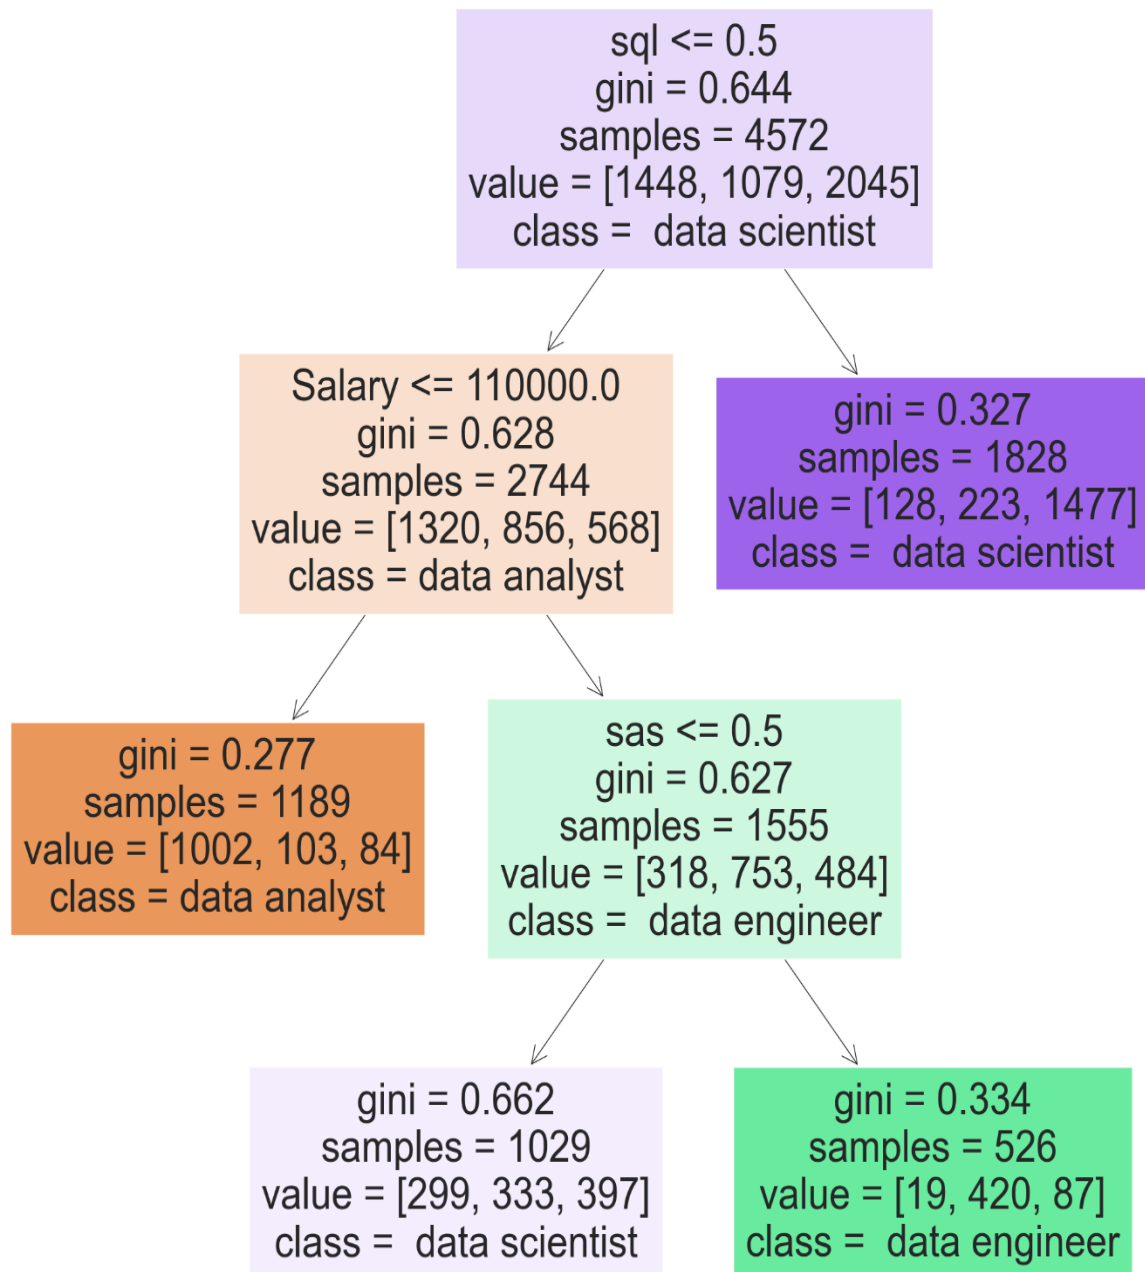 sql <= 0.5
gini = 0.644
samples = 4572
value = [1448, 1079, 2045]
class =  data scientist
Salary <= 110000.0
gini = 0.628
samples = 2744
value = [1320, 856, 568]
class = data analyst
gini = 0.327
samples = 1828
value = [128, 223, 1477]
class =  data scientist
gini = 0.277
samples = 1189
value = [1002, 103, 84]
class = data analyst
sas <= 0.5
gini = 0.627
samples = 1555
value = [318, 753, 484]
class =  data engineer
gini = 0.662
samples = 1029
value = [299, 333, 397]
class =  data scientist
gini = 0.334
samples = 526
value = [19, 420, 87]
class =  data engineer